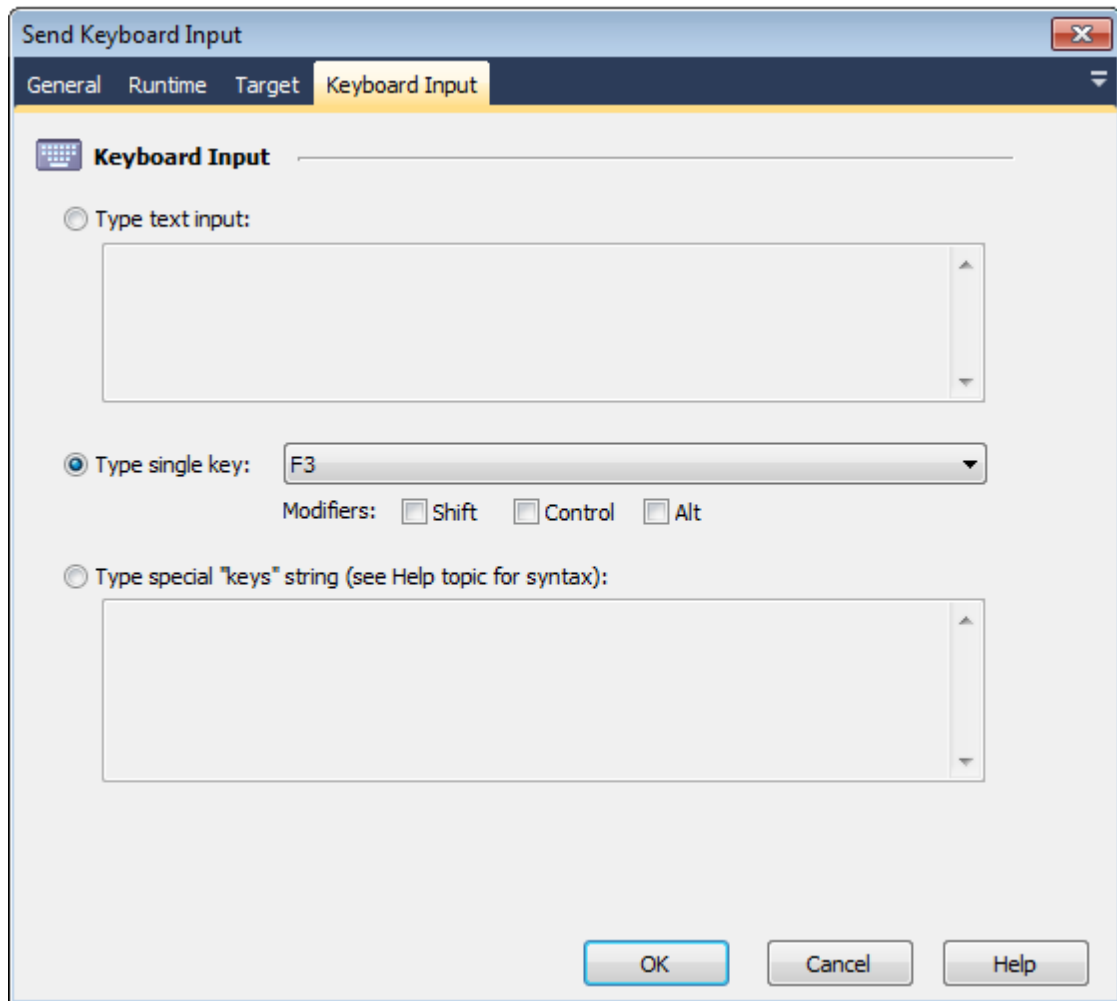 Send Keyboard Input
General Runtime Target Keyboard Input
Keyboard Input
Type text input:
Type single key: F3
Modifiers: Shift Control Alt
Type special "keys" string (see Help topic for syntax):
OK Cancel Help